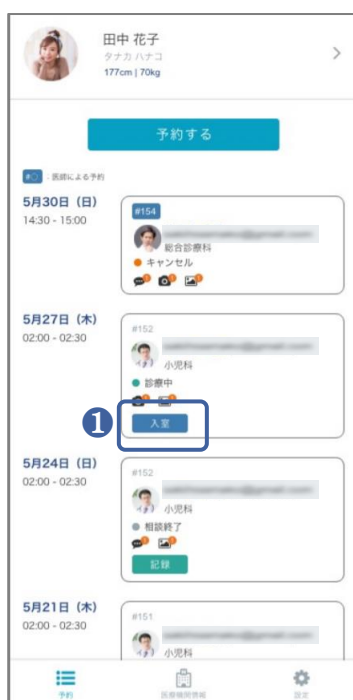 田中 花子
タナカ ハナコ
177cm | 70kg
予約する
#〇 : 医師による予約
5月30日（日）
14:30 - 15:00
#154
総合診療科
キャンセル
5月27日（木）
02:00 - 02:30
#152
小児科
診療中
❶
入室
5月24日（日）
02:00 - 02:30
#152
小児科
相談終了
記録
5月21日（木）
02:00 - 02:30
#151
小児科
予約
医療機関情報
設定